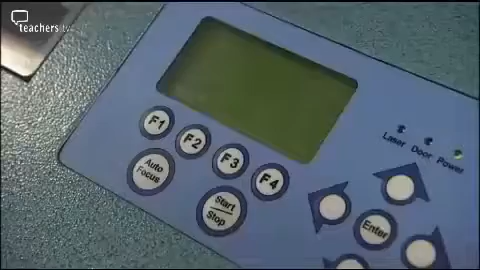 teachers.tv
F1
F2
F3
F4
Auto
Focus
Start
Stop
Laser Door Power
Enter